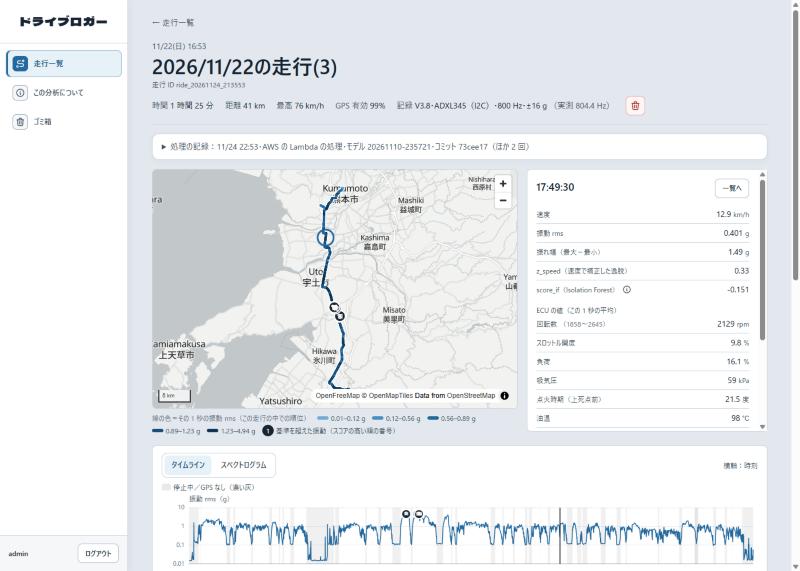 ドライブロガー
走行一覧
この分析について
ゴミ箱
admin
ログアウト
← 走行一覧
11/22(日) 16:53
2026/11/22の走行(3)
走行 ID ride_20261124_213553
時間 1 時間 25 分 距離 41 km 最高 76 km/h GPS 有効 99% 記録 V3.8・ADXL345（I2C）・800 Hz・±16 g （実測 804.4 Hz）
▶ 処理の記録：11/24 22:53・AWS の Lambda の処理・モデル 20261110-235721・コミット 73cee17（ほか 2 回）
Nishihara
西原村
Kumamoto
熊本市
ara
Mashiki
益城町
Kashima
嘉島町
Uto
宇土市
Yam
山都
Misato
美里町
amiamakusa
上天草市
Hikawa
氷川町
Yatsushiro
+
−
OpenFreeMap © OpenMapTiles Data from OpenStreetMap
線の色＝その 1 秒の振動 rms（この走行の中での順位） 0.01–0.12 g 0.12–0.56 g 0.56–0.89 g
0.89–1.23 g 1.23–4.94 g 1 基準を超えた振動（スコアの高い順の番号）
17:49:30
一覧へ
速度 12.9 km/h
振動 rms 0.401 g
振れ幅（最大－最小） 1.49 g
z_speed（速度で補正した逸脱） 0.33
score_if（Isolation Forest） -0.151
ECU の値（この 1 秒の平均）
回転数 （1658〜2645） 2129 rpm
スロットル開度 9.8 %
負荷 16.1 %
吸気圧 59 kPa
点火時期（上死点前） 21.5 度
油温 98 °C
タイムライン スペクトログラム
横軸：時刻
停止中／GPS なし（濃い灰）
振動 rms（g）
10
1
0.1
0.01